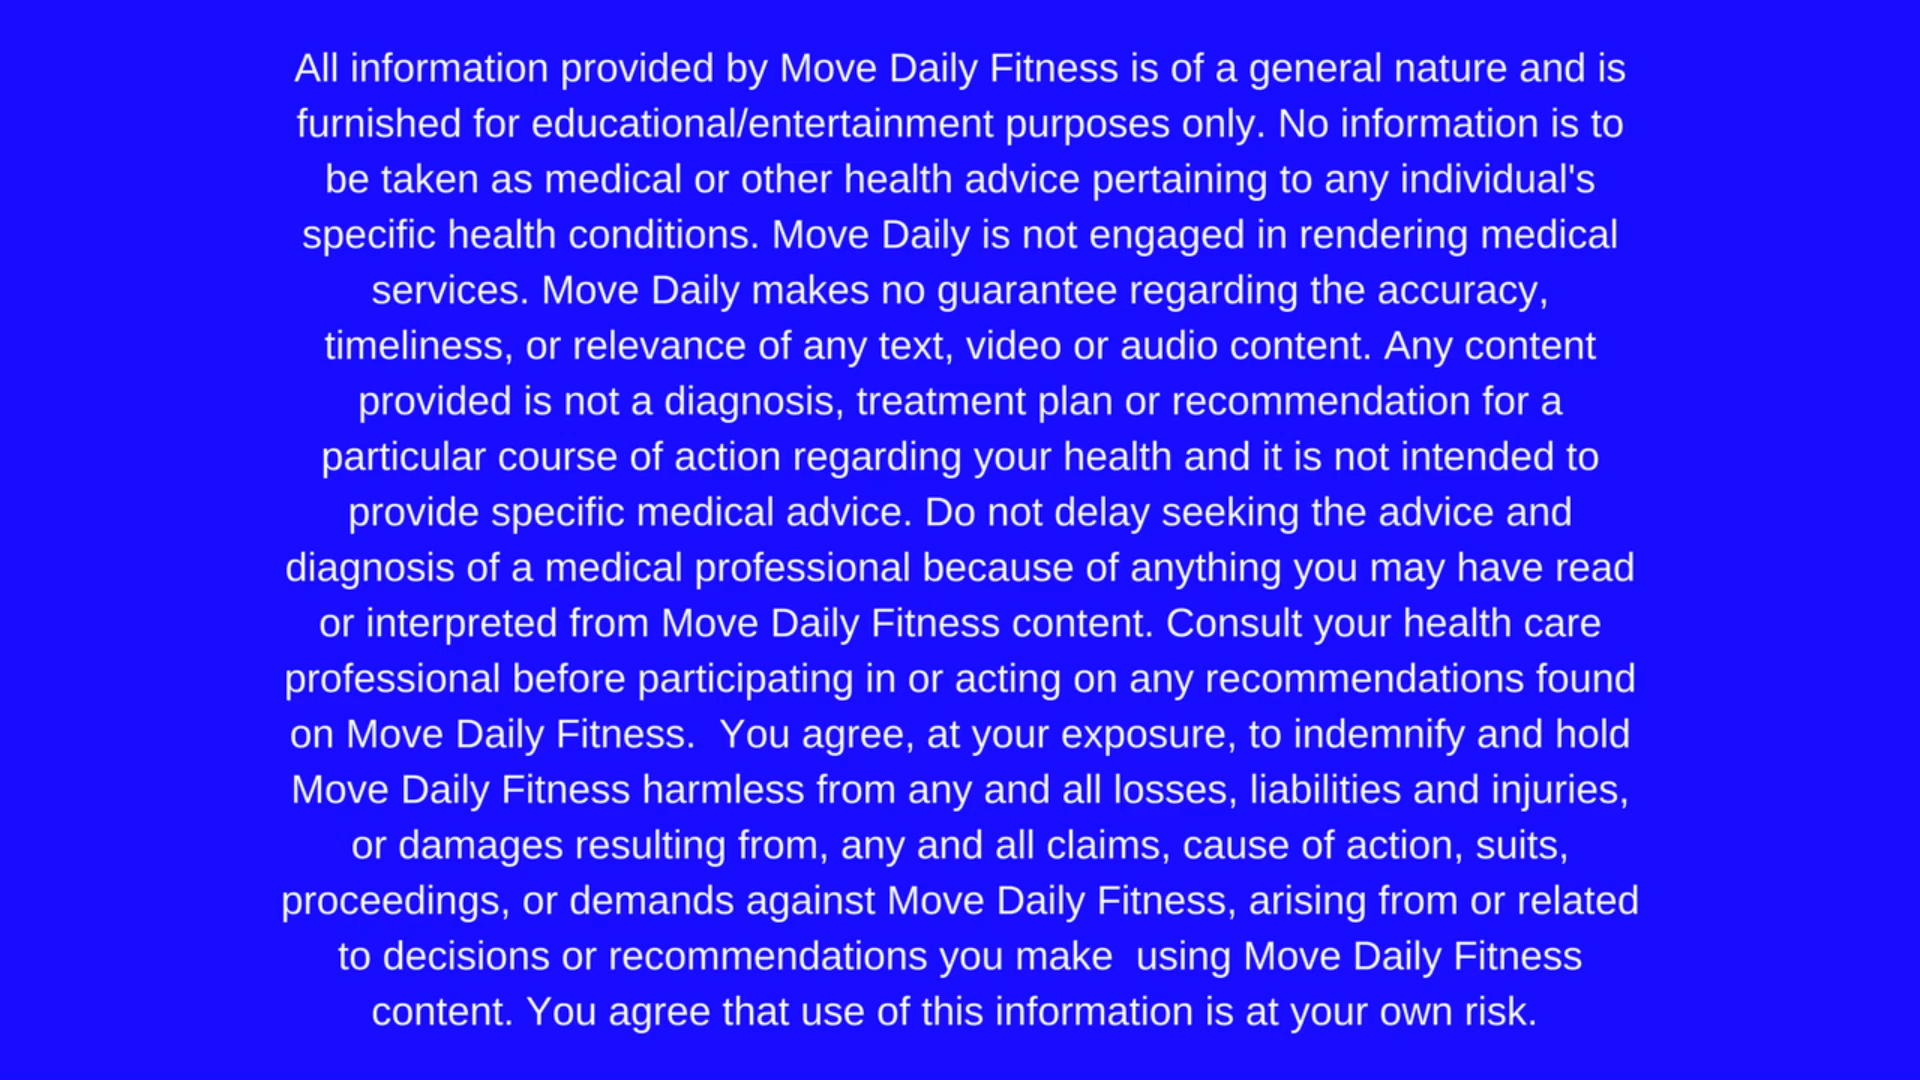 All information provided by Move Daily Fitness is of a general nature and is
furnished for educational/entertainment purposes only. No information is to
be taken as medical or other health advice pertaining to any individual's
specific health conditions. Move Daily is not engaged in rendering medical
services. Move Daily makes no guarantee regarding the accuracy,
timeliness, or relevance of any text, video or audio content. Any content
provided is not a diagnosis, treatment plan or recommendation for a
particular course of action regarding your health and it is not intended to
provide specific medical advice. Do not delay seeking the advice and
diagnosis of a medical professional because of anything you may have read
or interpreted from Move Daily Fitness content. Consult your health care
professional before participating in or acting on any recommendations found
on Move Daily Fitness.  You agree, at your exposure, to indemnify and hold
Move Daily Fitness harmless from any and all losses, liabilities and injuries,
or damages resulting from, any and all claims, cause of action, suits,
proceedings, or demands against Move Daily Fitness, arising from or related
to decisions or recommendations you make  using Move Daily Fitness
content. You agree that use of this information is at your own risk.